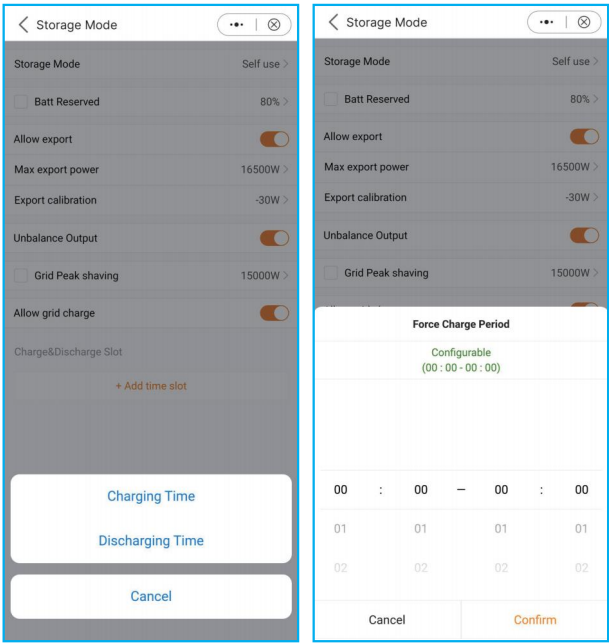 Storage Mode
Storage Mode Self use >
Batt Reserved 80% >
Allow export
Max export power 16500W >
Export calibration -30W >
Unbalance Output
Grid Peak shaving 15000W >
Allow grid charge
Charge&Discharge Slot
+ Add time slot
Charging Time
Discharging Time
Cancel
Storage Mode
Storage Mode Self use >
Batt Reserved 80% >
Allow export
Max export power 16500W >
Export calibration -30W >
Unbalance Output
Grid Peak shaving 15000W >
Force Charge Period
Configurable
(00 : 00 - 00 : 00)
00 : 00 – 00 : 00
01 01 01 01
02 02 02 02
Cancel Confirm